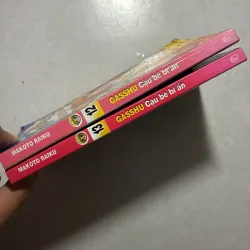 MAKOTO RAIKU 12 GASSHU Cậu bé bí ẩn
MAKOTO RAIKU 13 GASSHU Cậu bé bí ẩn